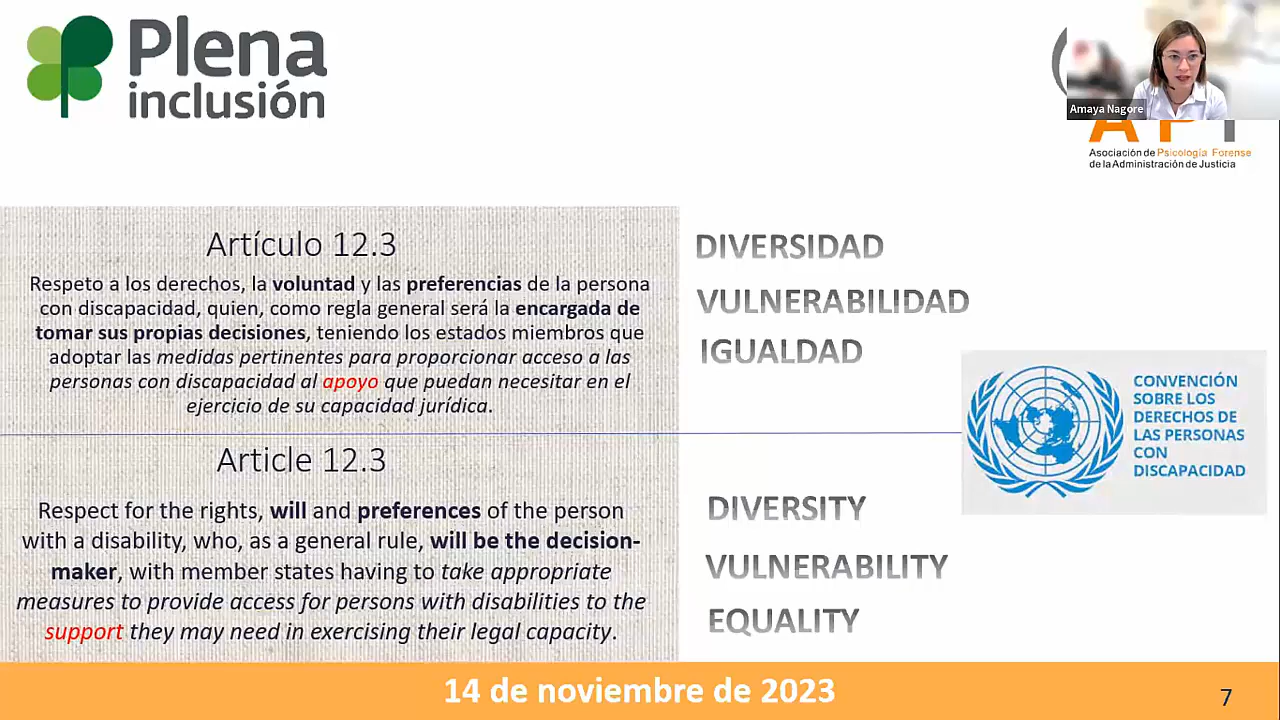 Plena
inclusión
Amaya Nagore
Asociación de Psicología Forense
de la Administración de Justicia
Artículo 12.3
Respeto a los derechos, la voluntad y las preferencias de la persona
con discapacidad, quien, como regla general será la encargada de
tomar sus propias decisiones, teniendo los estados miembros que
adoptar las medidas pertinentes para proporcionar acceso a las
personas con discapacidad al apoyo que puedan necesitar en el
ejercicio de su capacidad jurídica.
DIVERSIDAD
VULNERABILIDAD
IGUALDAD
CONVENCIÓN
SOBRE LOS
DERECHOS DE
LAS PERSONAS
CON
DISCAPACIDAD
Article 12.3
Respect for the rights, will and preferences of the person
with a disability, who, as a general rule, will be the decision-
maker, with member states having to take appropriate
measures to provide access for persons with disabilities to the
support they may need in exercising their legal capacity.
DIVERSITY
VULNERABILITY
EQUALITY
14 de noviembre de 2023
7